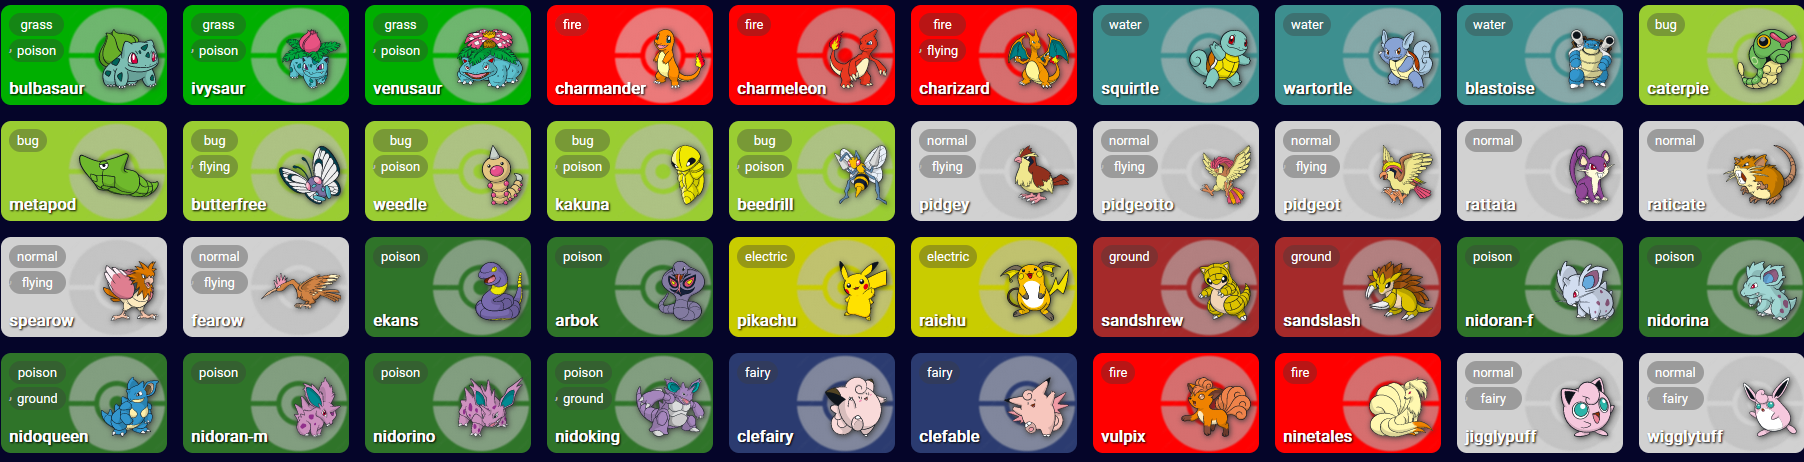 grass
poison
bulbasaur
grass
poison
ivysaur
grass
poison
venusaur
fire
charmander
fire
charmeleon
fire
flying
charizard
water
squirtle
water
wartortle
water
blastoise
bug
caterpie
bug
metapod
bug
flying
butterfree
bug
poison
weedle
bug
poison
kakuna
bug
poison
beedrill
normal
flying
pidgey
normal
flying
pidgeotto
normal
flying
pidgeot
normal
rattata
normal
raticate
normal
flying
spearow
normal
flying
fearow
poison
ekans
poison
arbok
electric
pikachu
electric
raichu
ground
sandshrew
ground
sandslash
poison
nidoran-f
poison
nidorina
poison
ground
nidoqueen
poison
nidoran-m
poison
nidorino
poison
ground
nidoking
fairy
clefairy
fairy
clefable
fire
vulpix
fire
ninetales
normal
fairy
jigglypuff
normal
fairy
wigglytuff